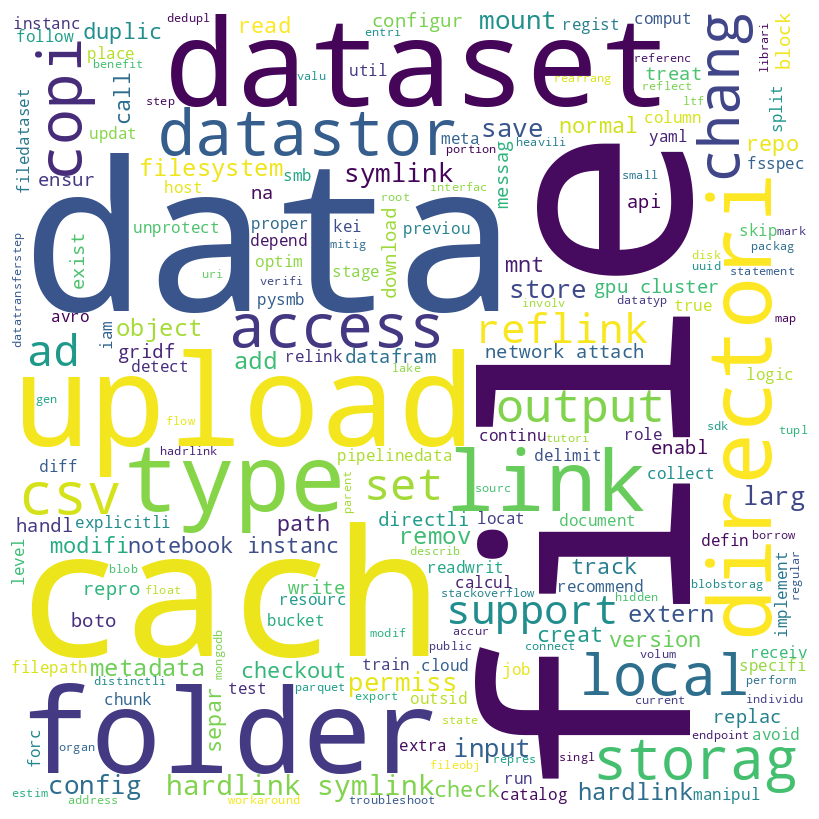 dedupl
instanc
follow
duplic
place
benefit
entri
read
dataset
valu
util
step
configur
mount
regist
comput
referenc
treat
rearrang
reflect
librari
block
chang
copi
call
updat
filedataset
datastor
meta
save
portion
heavili
normal
column
ltf
yaml
split
repo
fsspec
ensur
filesystem
host
smb
symlink
interfac
messag
small
api
data
na
root
unprotect
proper
kei
previou
depend
mitig
exist
optim
stage
download
uri
verifi
pysmb
mnt
store
involv
datatyp
gpu cluster
true
disk
uuid
skip
mark
packag
statement
directori
file
datatransferstep
avro
iam
object
access
reflink
gridf
detect
add
relink
datafram
lake
network attach
map
logic
ad
gen
flow
upload
output
sdk
tupl
continu
tutori
role
enabl
hadrlink
pipelinedata
delimit
collect
diff
type
link
parent
sourc
csv
set
larg
handl
explicitli
path
directli
locat
document
defin
borrow
modifi
notebook instanc
remov
describ
level
blob
float
cach
readwrit
track
implement
regular
repro
write
calcul
stackoverflow
recommend
blobstorag
resourc
hidden
boto
bucket
support
extern
modif
public
creat
version
accur
connect
receiv
filepath
metadata
separ
mongodb
checkout
train
cloud
job
local
specifi
distinctli
parquet
permiss
volum
perform
chunk
test
export
outsid
current
individu
folder
state
replac
forc
organ
extra
input
repres
singl
endpoint
avoid
fileobj
storag
config
hardlink symlink
check
run
estim
address
workaround
troubleshoot
catalog
hardlink
manipul